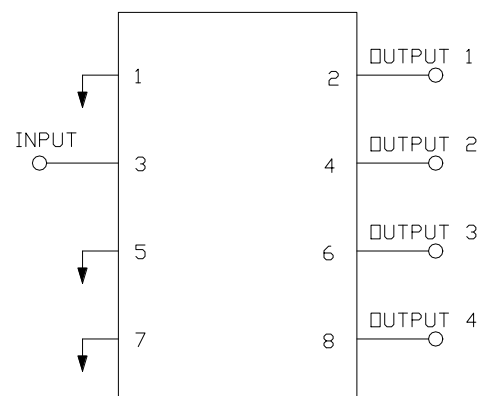 OUTPUT 1
1 2
INPUT
OUTPUT 2
3 4
OUTPUT 3
5 6
OUTPUT 4
7 8